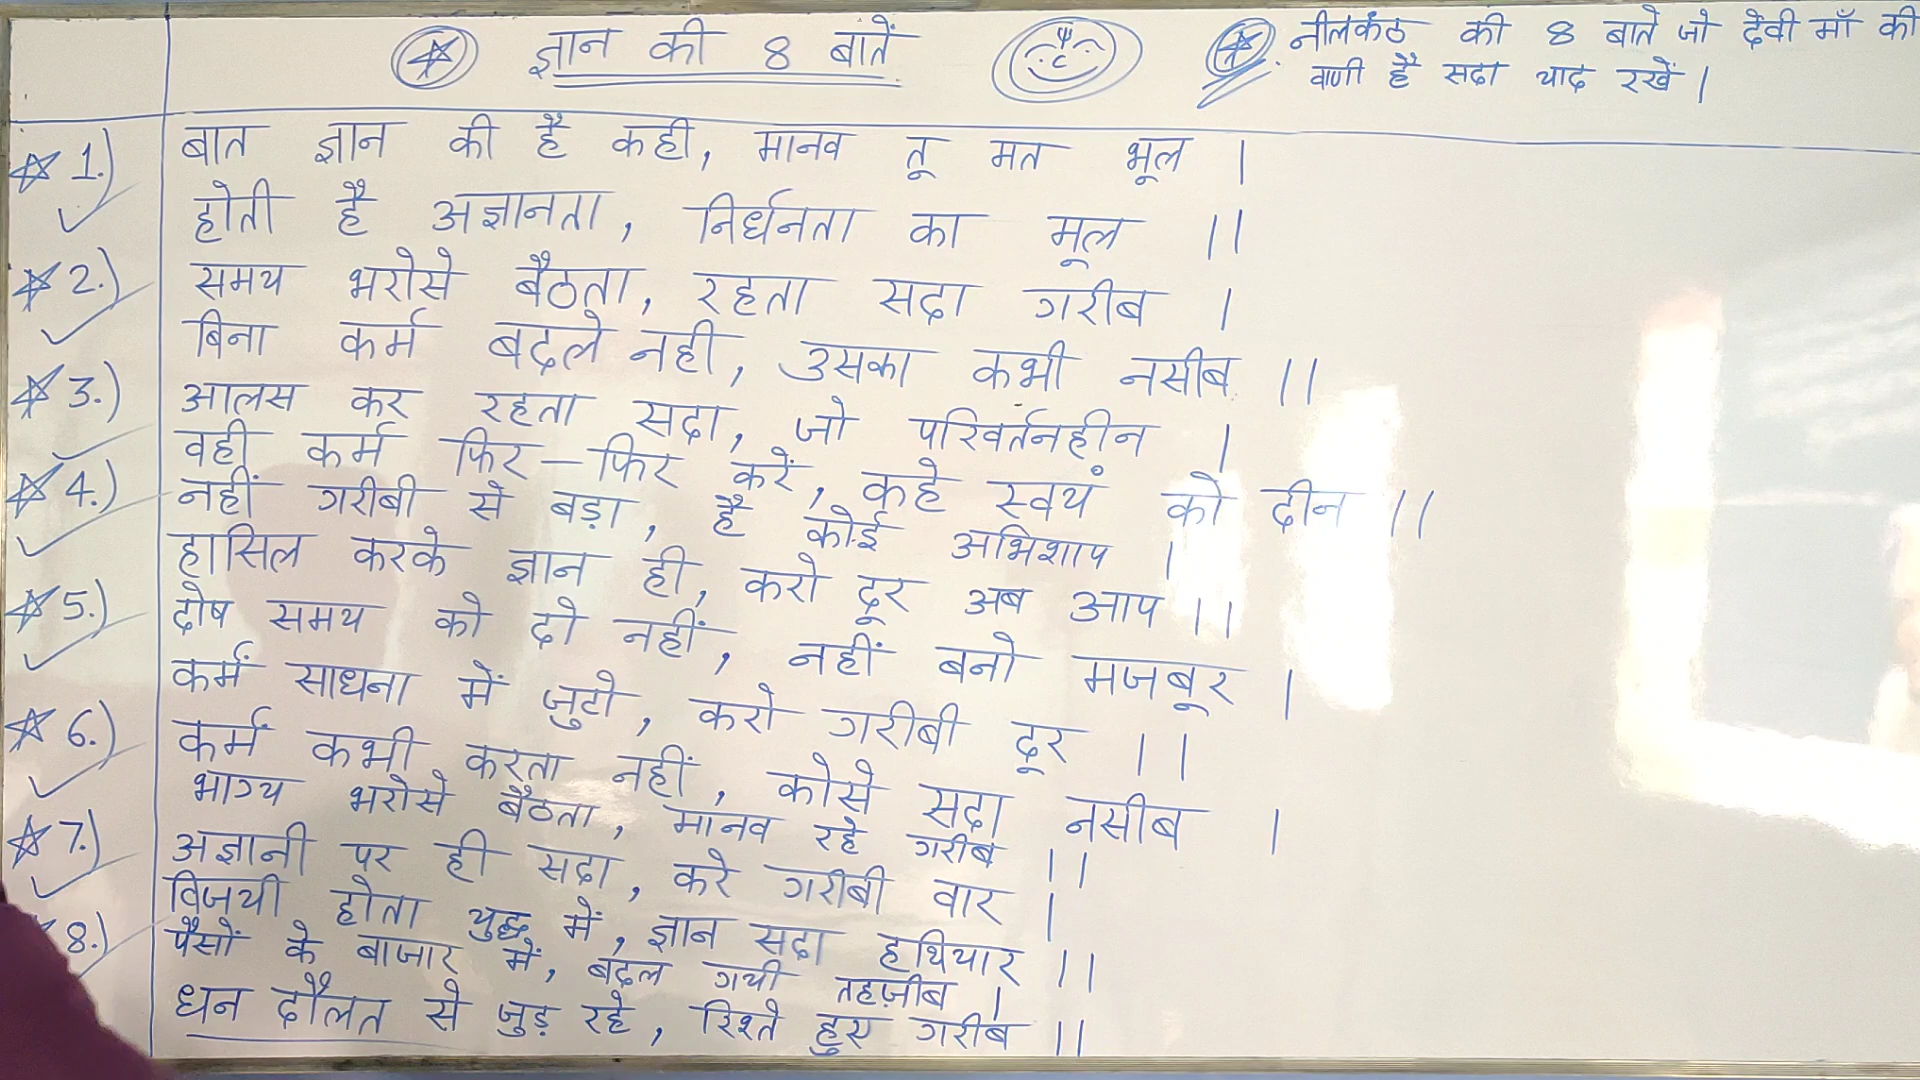 ज्ञान की 8 बातें
नीलकंठ की 8 बाते जो देवी माँ की
वाणी है सदा याद रखें।
1.) बात ज्ञान की है कही, मानव तू मत भूल ।
होती है अज्ञानता, निर्धनता का मूल ॥
2.) समय भरोसे बैठता, रहता सदा गरीब ।
बिना कर्म बदले नही, उसका कभी नसीब ॥
3.) आलस कर रहता सदा, जो परिवर्तनहीन ।
वही कर्म फिर-फिर करें, कहे स्वयं को दीन ॥
4.) नहीं गरीबी से बड़ा, है कोई अभिशाप ।
हासिल करके ज्ञान ही, करो दूर अब आप ॥
5.) दोष समय को दो नहीं, नहीं बनो मजबूर ।
कर्म साधना में जुटो, करो गरीबी दूर ॥
6.) कर्म कभी करता नहीं, कोसे सदा नसीब ।
भाग्य भरोसे बैठता, मानव रहे गरीब ॥
7.) अज्ञानी पर ही सदा, करे गरीबी वार ।
विजयी होता युद्ध में, ज्ञान सदा हथियार ॥
8.) पैसों के बाजार में, बदल गयी तहज़ीब ।
धन दौलत से जुड़ रहे, रिश्ते हुए गरीब ॥